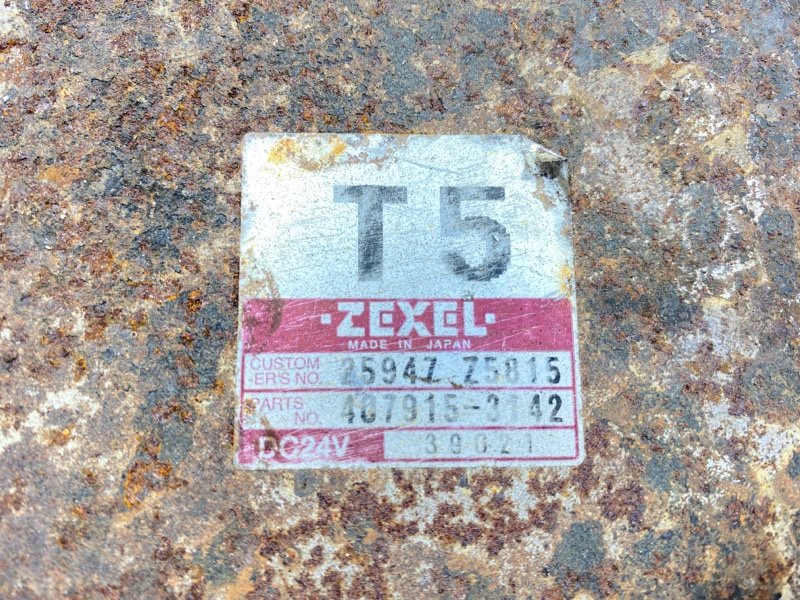 T5
·ZEXEL·
MADE IN JAPAN
CUSTOM
ER'S NO. 25947 Z5815
PARTS
NO. 407915-3142
DC24V 39021